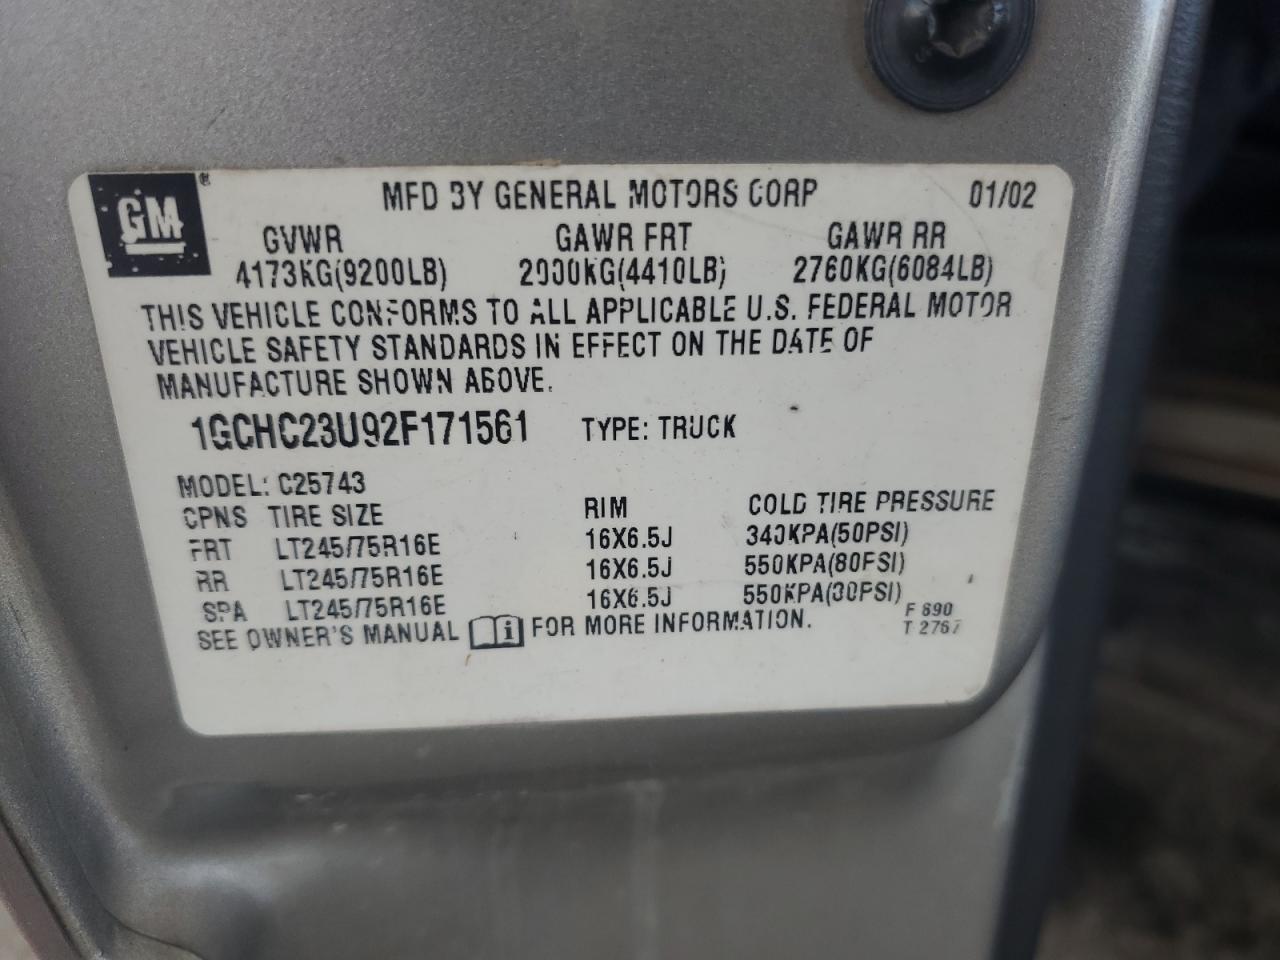 GM®
MFD BY GENERAL MOTORS CORP 01/02
GVWR GAWR FRT GAWR RR
4173KG(9200LB) 2000KG(4410LB) 2760KG(6084LB)
THIS VEHICLE CONFORMS TO ALL APPLICABLE U.S. FEDERAL MOTOR
VEHICLE SAFETY STANDARDS IN EFFECT ON THE DATE OF
MANUFACTURE SHOWN ABOVE.
1GCHC23U92F171561 TYPE: TRUCK
MODEL: C25743
CPNS TIRE SIZE RIM COLD TIRE PRESSURE
FRT LT245/75R16E 16X6.5J 340KPA(50PSI)
RR LT245/75R16E 16X6.5J 550KPA(80PSI)
SPA LT245/75R16E 16X6.5J 550KPA(80PSI)
SEE OWNER'S MANUAL i FOR MORE INFORMATION.
F 690
T 2767